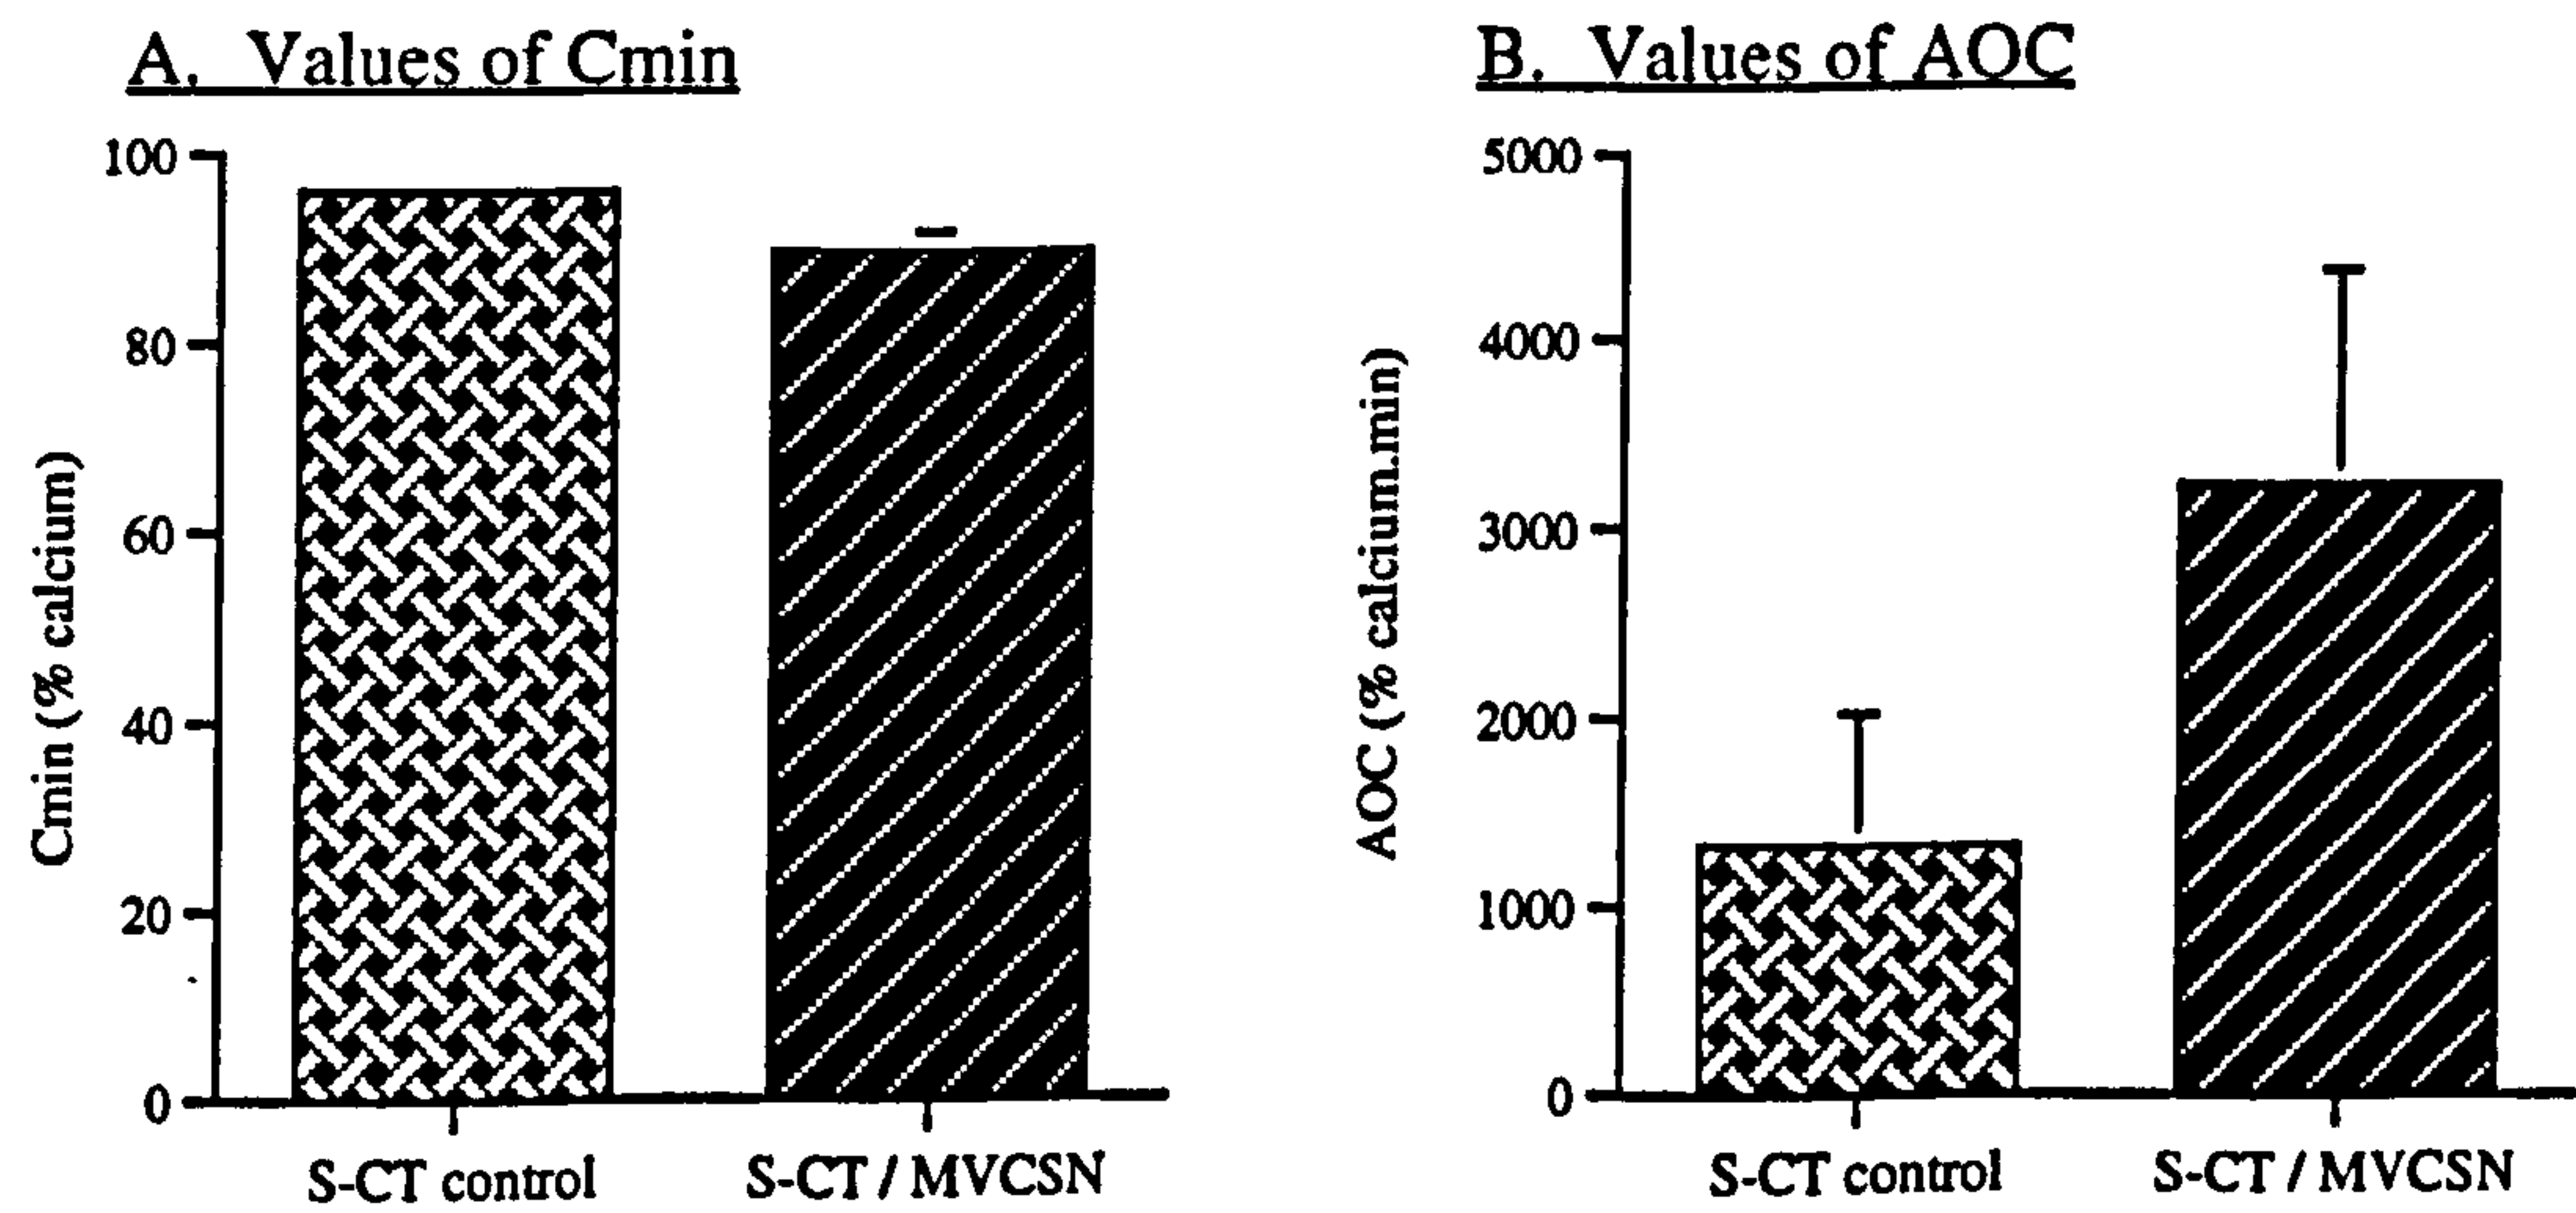 A. Values of Cmin
Cmin (% calcium)
100
80
60
40
20
0
S-CT control
S-CT / MVCSN
B. Values of AOC
AOC (% calcium.min)
5000
4000
3000
2000
1000
0
S-CT control
S-CT / MVCSN